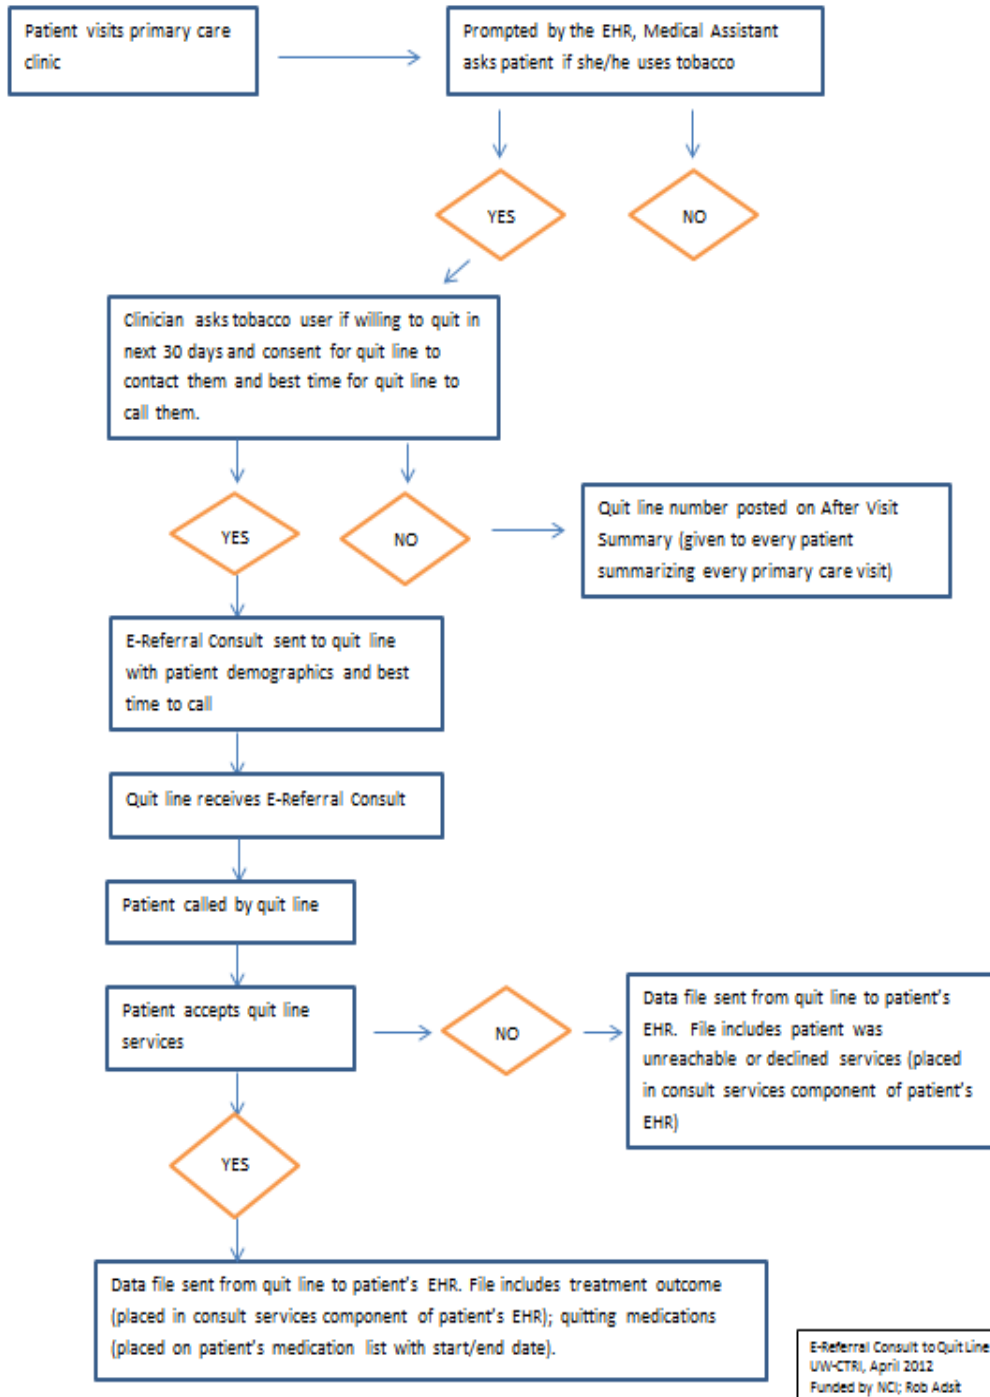 Patient visits primary care
clinic
Prompted by the EHR, Medical Assistant
asks patient if she/he uses tobacco
YES
NO
Clinician asks tobacco user if willing to quit in
next 30 days and consent for quit line to
contact them and best time for quit line to
call them.
YES
NO
Quit line number posted on After Visit
Summary (given to every patient
summarizing every primary care visit)
E-Referral Consult sent to quit line
with patient demographics and best
time to call
Quit line receives E-Referral Consult
Patient called by quit line
Patient accepts quit line
services
NO
Data file sent from quit line to patient's
EHR. File includes patient was
unreachable or declined services (placed
in consult services component of patient's
EHR)
YES
Data file sent from quit line to patient's EHR. File includes treatment outcome
(placed in consult services component of patient's EHR); quitting medications
(placed on patient's medication list with start/end date).
E-Referral Consult to Quit Line
UW-CTRI, April 2012
Funded by NCI; Rob Adsit